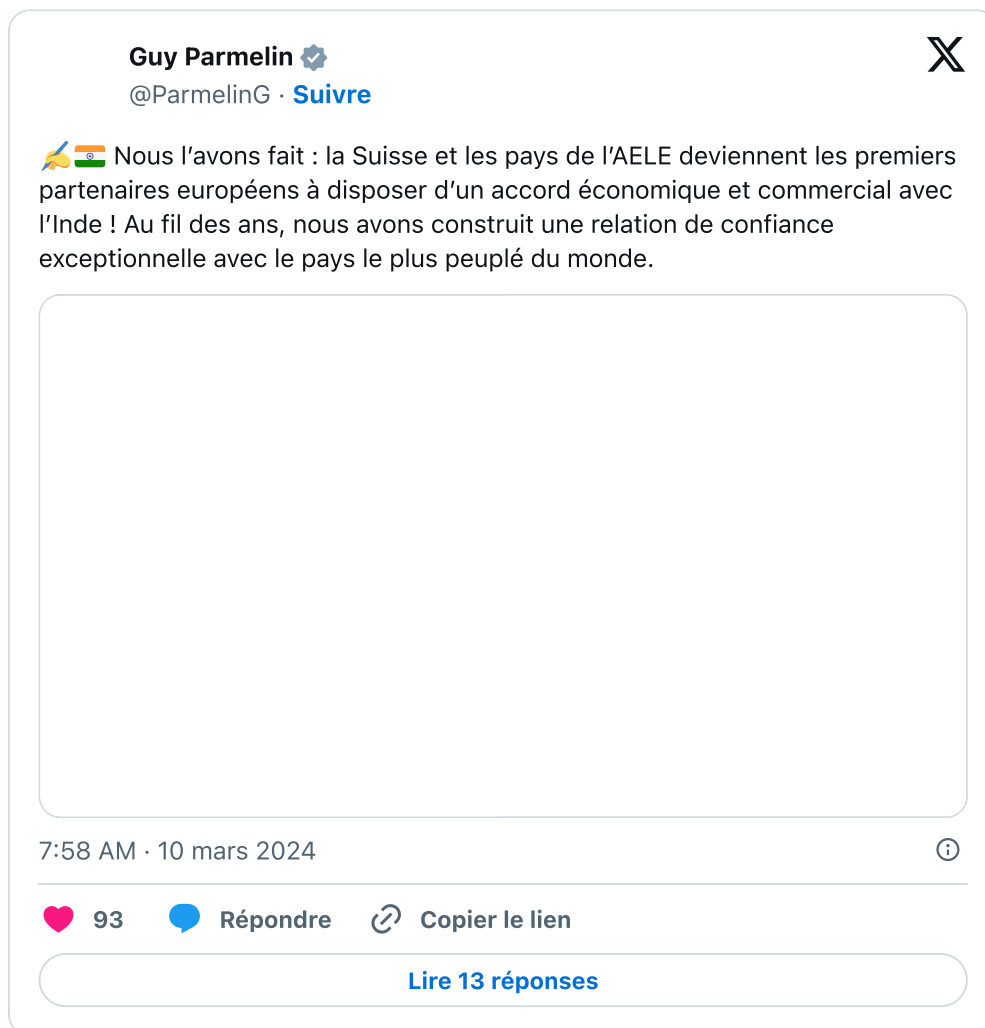 Guy Parmelin
@ParmelinG · Suivre
✍️🇮🇳 Nous l’avons fait : la Suisse et les pays de l’AELE deviennent les premiers
partenaires européens à disposer d’un accord économique et commercial avec
l’Inde ! Au fil des ans, nous avons construit une relation de confiance
exceptionnelle avec le pays le plus peuplé du monde.
7:58 AM · 10 mars 2024
93 Répondre Copier le lien
Lire 13 réponses